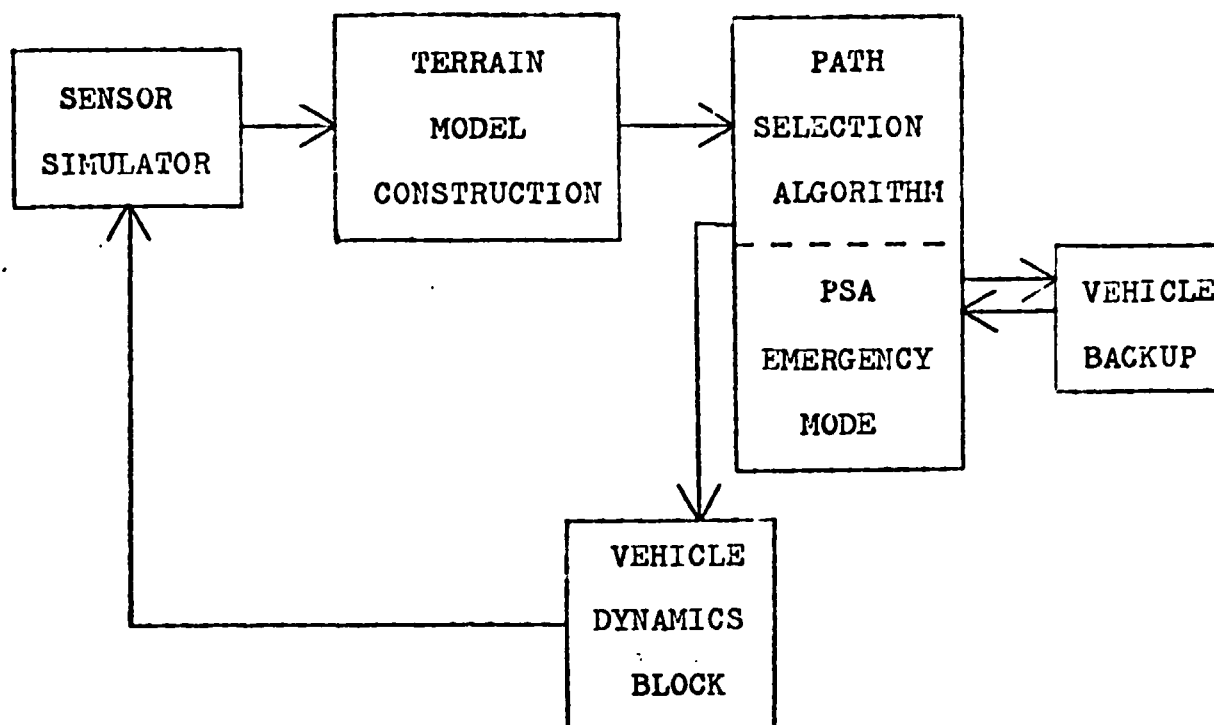 SENSOR
SIMULATOR
TERRAIN
MODEL
CONSTRUCTION
PATH
SELECTION
ALGORITHM
PSA
EMERGENCY
MODE
VEHICLE
BACKUP
VEHICLE
DYNAMICS
BLOCK